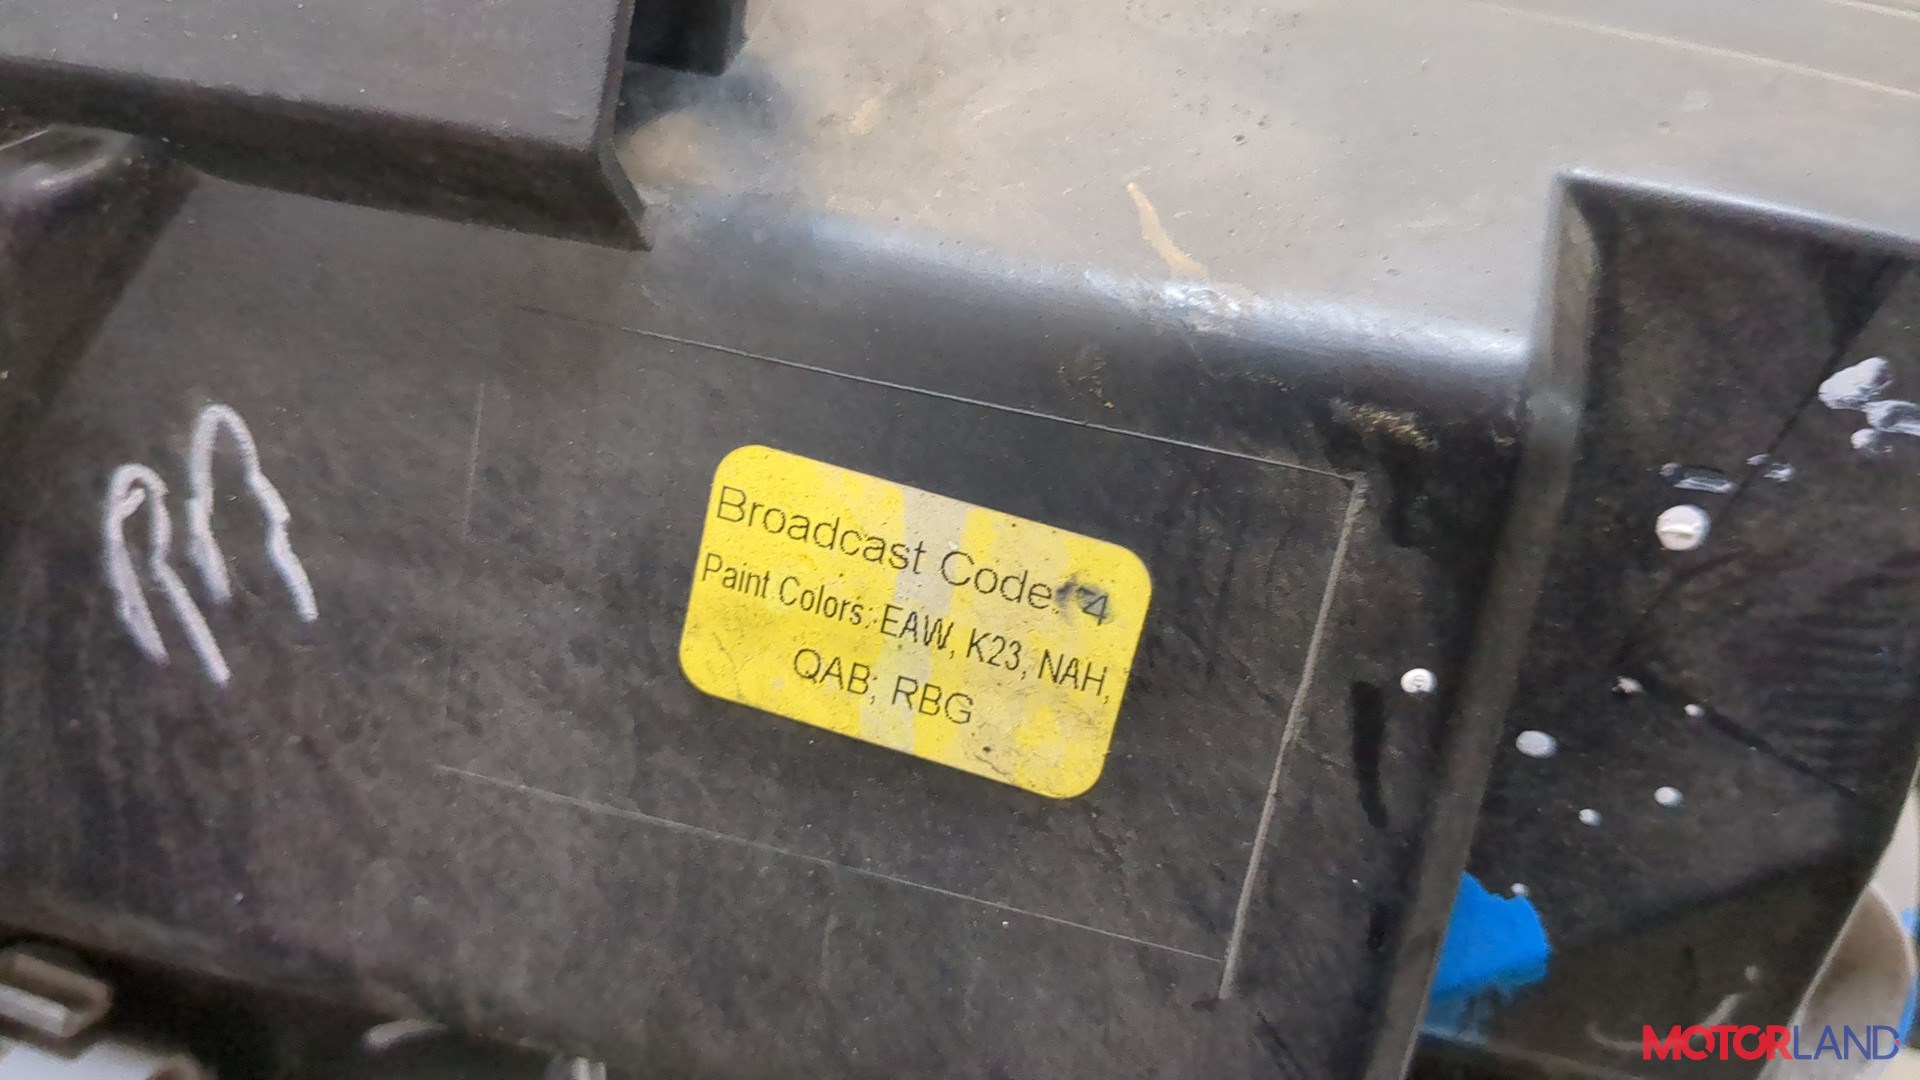 Broadcast Code:
Paint Colors: EAW, K23, NAH,
QAB, RBG
MOTORLAND